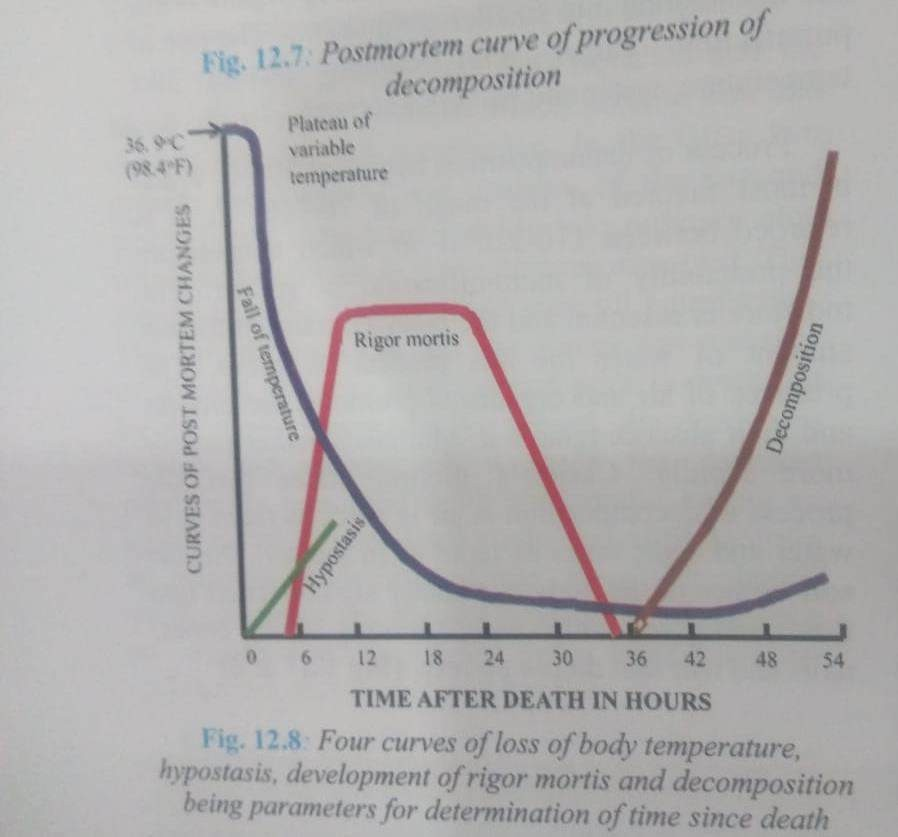 Fig. 12.7: Postmortem curve of progression of
decomposition
Plateau of
variable
temperature
36. 9°C
(98.4°F)
CURVES OF POST MORTEM CHANGES
Fall of temperature
Rigor mortis
Hypostasis
Decomposition
0 6 12 18 24 30 36 42 48 54
TIME AFTER DEATH IN HOURS
Fig. 12.8: Four curves of loss of body temperature,
hypostasis, development of rigor mortis and decomposition
being parameters for determination of time since death